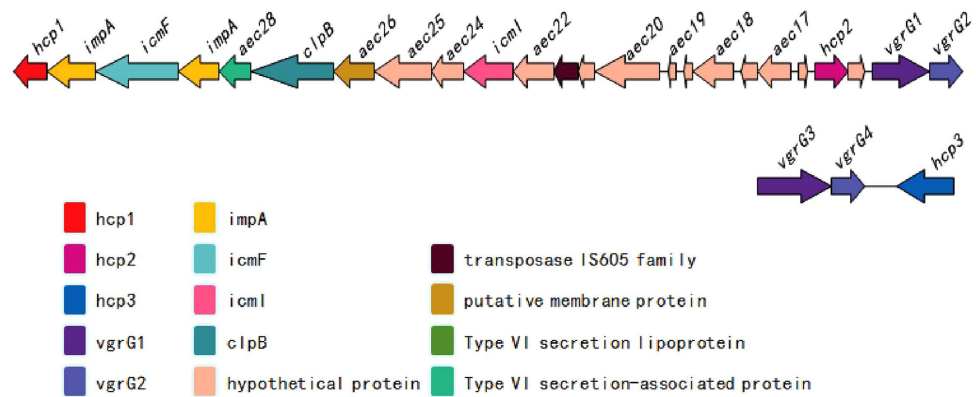 hcp1 impA icmF impA aec28 clpB aec26 aec25 aec24 icmI aec22 aec20 aec19 aec18 aec17 hcp2 vgrG1 vgrG2
vgrG3 vgrG4 hcp3
hcp1 impA
hcp2 icmF transposase IS605 family
hcp3 icmI putative membrane protein
vgrG1 clpB Type VI secretion lipoprotein
vgrG2 hypothetical protein Type VI secretion-associated protein